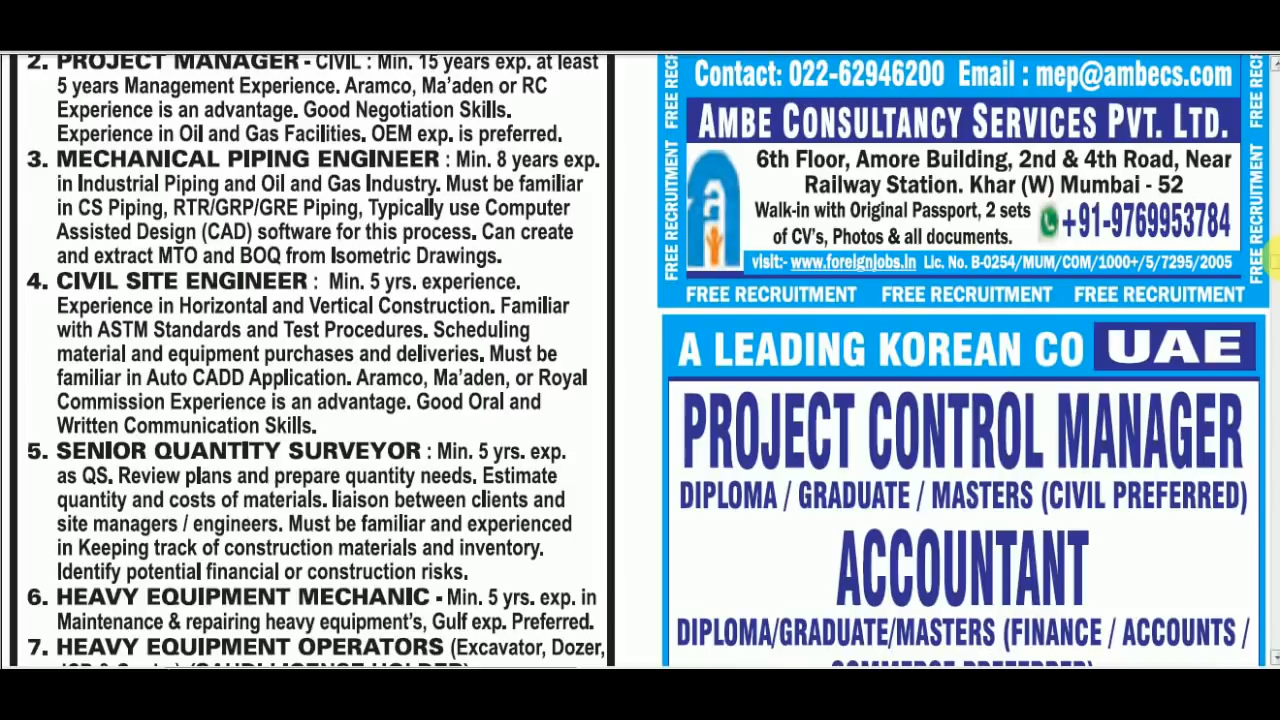 2. PROJECT MANAGER - CIVIL : Min. 15 years exp. at least
5 years Management Experience. Aramco, Ma'aden or RC
Experience is an advantage. Good Negotiation Skills.
Experience in Oil and Gas Facilities. OEM exp. is preferred.
3. MECHANICAL PIPING ENGINEER : Min. 8 years exp.
in Industrial Piping and Oil and Gas Industry. Must be familiar
in CS Piping, RTR/GRP/GRE Piping, Typically use Computer
Assisted Design (CAD) software for this process. Can create
and extract MTO and BOQ from Isometric Drawings.
4. CIVIL SITE ENGINEER : Min. 5 yrs. experience.
Experience in Horizontal and Vertical Construction. Familiar
with ASTM Standards and Test Procedures. Scheduling
material and equipment purchases and deliveries. Must be
familiar in Auto CADD Application. Aramco, Ma'aden, or Royal
Commission Experience is an advantage. Good Oral and
Written Communication Skills.
5. SENIOR QUANTITY SURVEYOR : Min. 5 yrs. exp.
as QS. Review plans and prepare quantity needs. Estimate
quantity and costs of materials. liaison between clients and
site managers / engineers. Must be familiar and experienced
in Keeping track of construction materials and inventory.
Identify potential financial or construction risks.
6. HEAVY EQUIPMENT MECHANIC - Min. 5 yrs. exp. in
Maintenance & repairing heavy equipment's, Gulf exp. Preferred.
7. HEAVY EQUIPMENT OPERATORS (Excavator, Dozer,
Contact: 022-62946200 Email : mep@ambecs.com
AMBE CONSULTANCY SERVICES PVT. LTD.
6th Floor, Amore Building, 2nd & 4th Road, Near
Railway Station. Khar (W) Mumbai - 52
Walk-in with Original Passport, 2 sets
of CV's, Photos & all documents.
+91-9769953784
visit:- www.foreignjobs.in Lic. No. B-0254/MUM/COM/1000+/5/7295/2005
FREE RECRUITMENT
FREE RECRUITMENT
FREE RECRUITMENT FREE RECRUITMENT FREE RECRUITMENT
A LEADING KOREAN CO UAE
PROJECT CONTROL MANAGER
DIPLOMA / GRADUATE / MASTERS (CIVIL PREFERRED)
ACCOUNTANT
DIPLOMA/GRADUATE/MASTERS (FINANCE / ACCOUNTS /